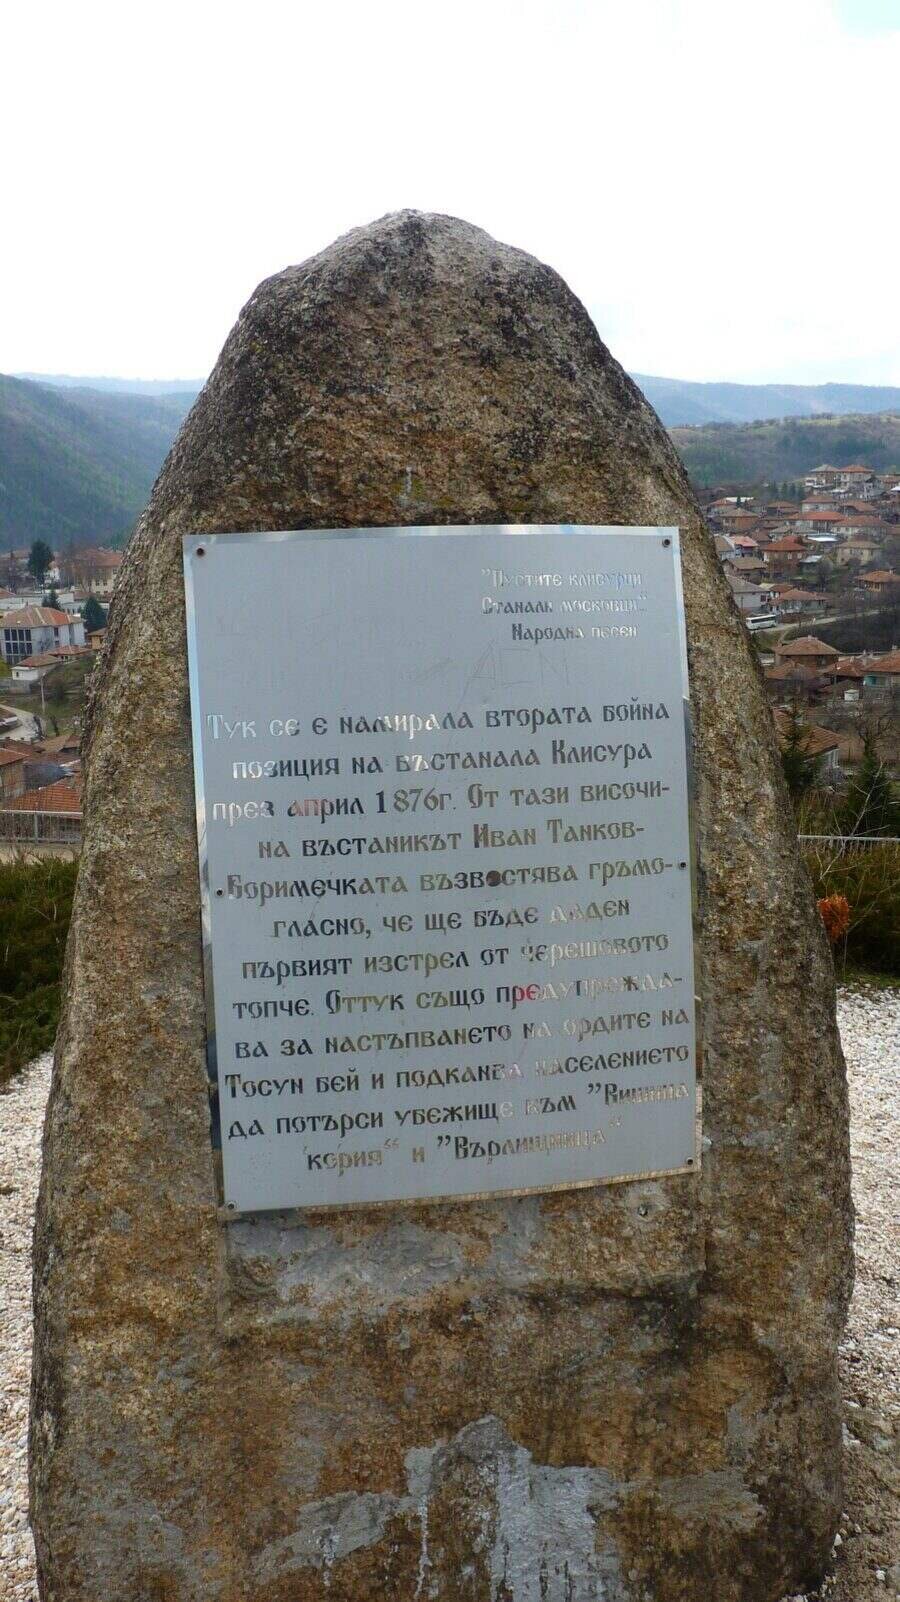 "Пустите клисурци
Станали московци"
Народна песен
Тук се е намирала втората бойна
позиция на въстанала Клисура
през април 1876г. От тази височи-
на въстаникът Иван Танков-
Боримечката възвостява гръмо-
гласно, че ще бъде даден
първият изстрел от черешовото
топче. Оттук също предупрежда-
ва за настъпването на ордите на
Тосун бей и подканва населението
да потърси убежище към "Вишина
керия" и "Върлищница"